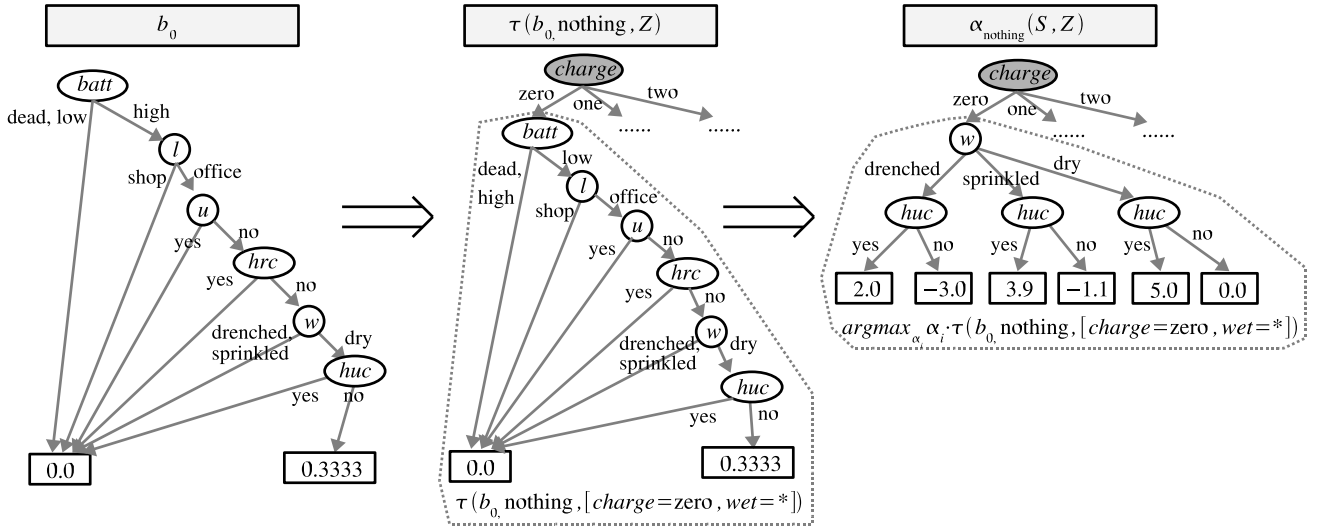 b₀
batt
dead, low
high
l
shop
office
u
yes
no
hrc
yes
no
w
drenched,
sprinkled
dry
huc
yes
no
0.0
0.3333
τ(b₀, nothing, Z)
charge
zero
one
two
......
......
batt
dead,
high
low
l
shop
office
u
yes
no
hrc
yes
no
w
drenched,
sprinkled
dry
huc
yes
no
0.0
0.3333
τ(b₀, nothing, [charge=zero, wet=*])
α_nothing(S, Z)
charge
zero
one
two
......
......
w
drenched
sprinkled
dry
huc
huc
huc
yes
no
yes
no
yes
no
2.0
−3.0
3.9
−1.1
5.0
0.0
argmax_αᵢ αᵢ·τ(b₀, nothing, [charge=zero, wet=*])